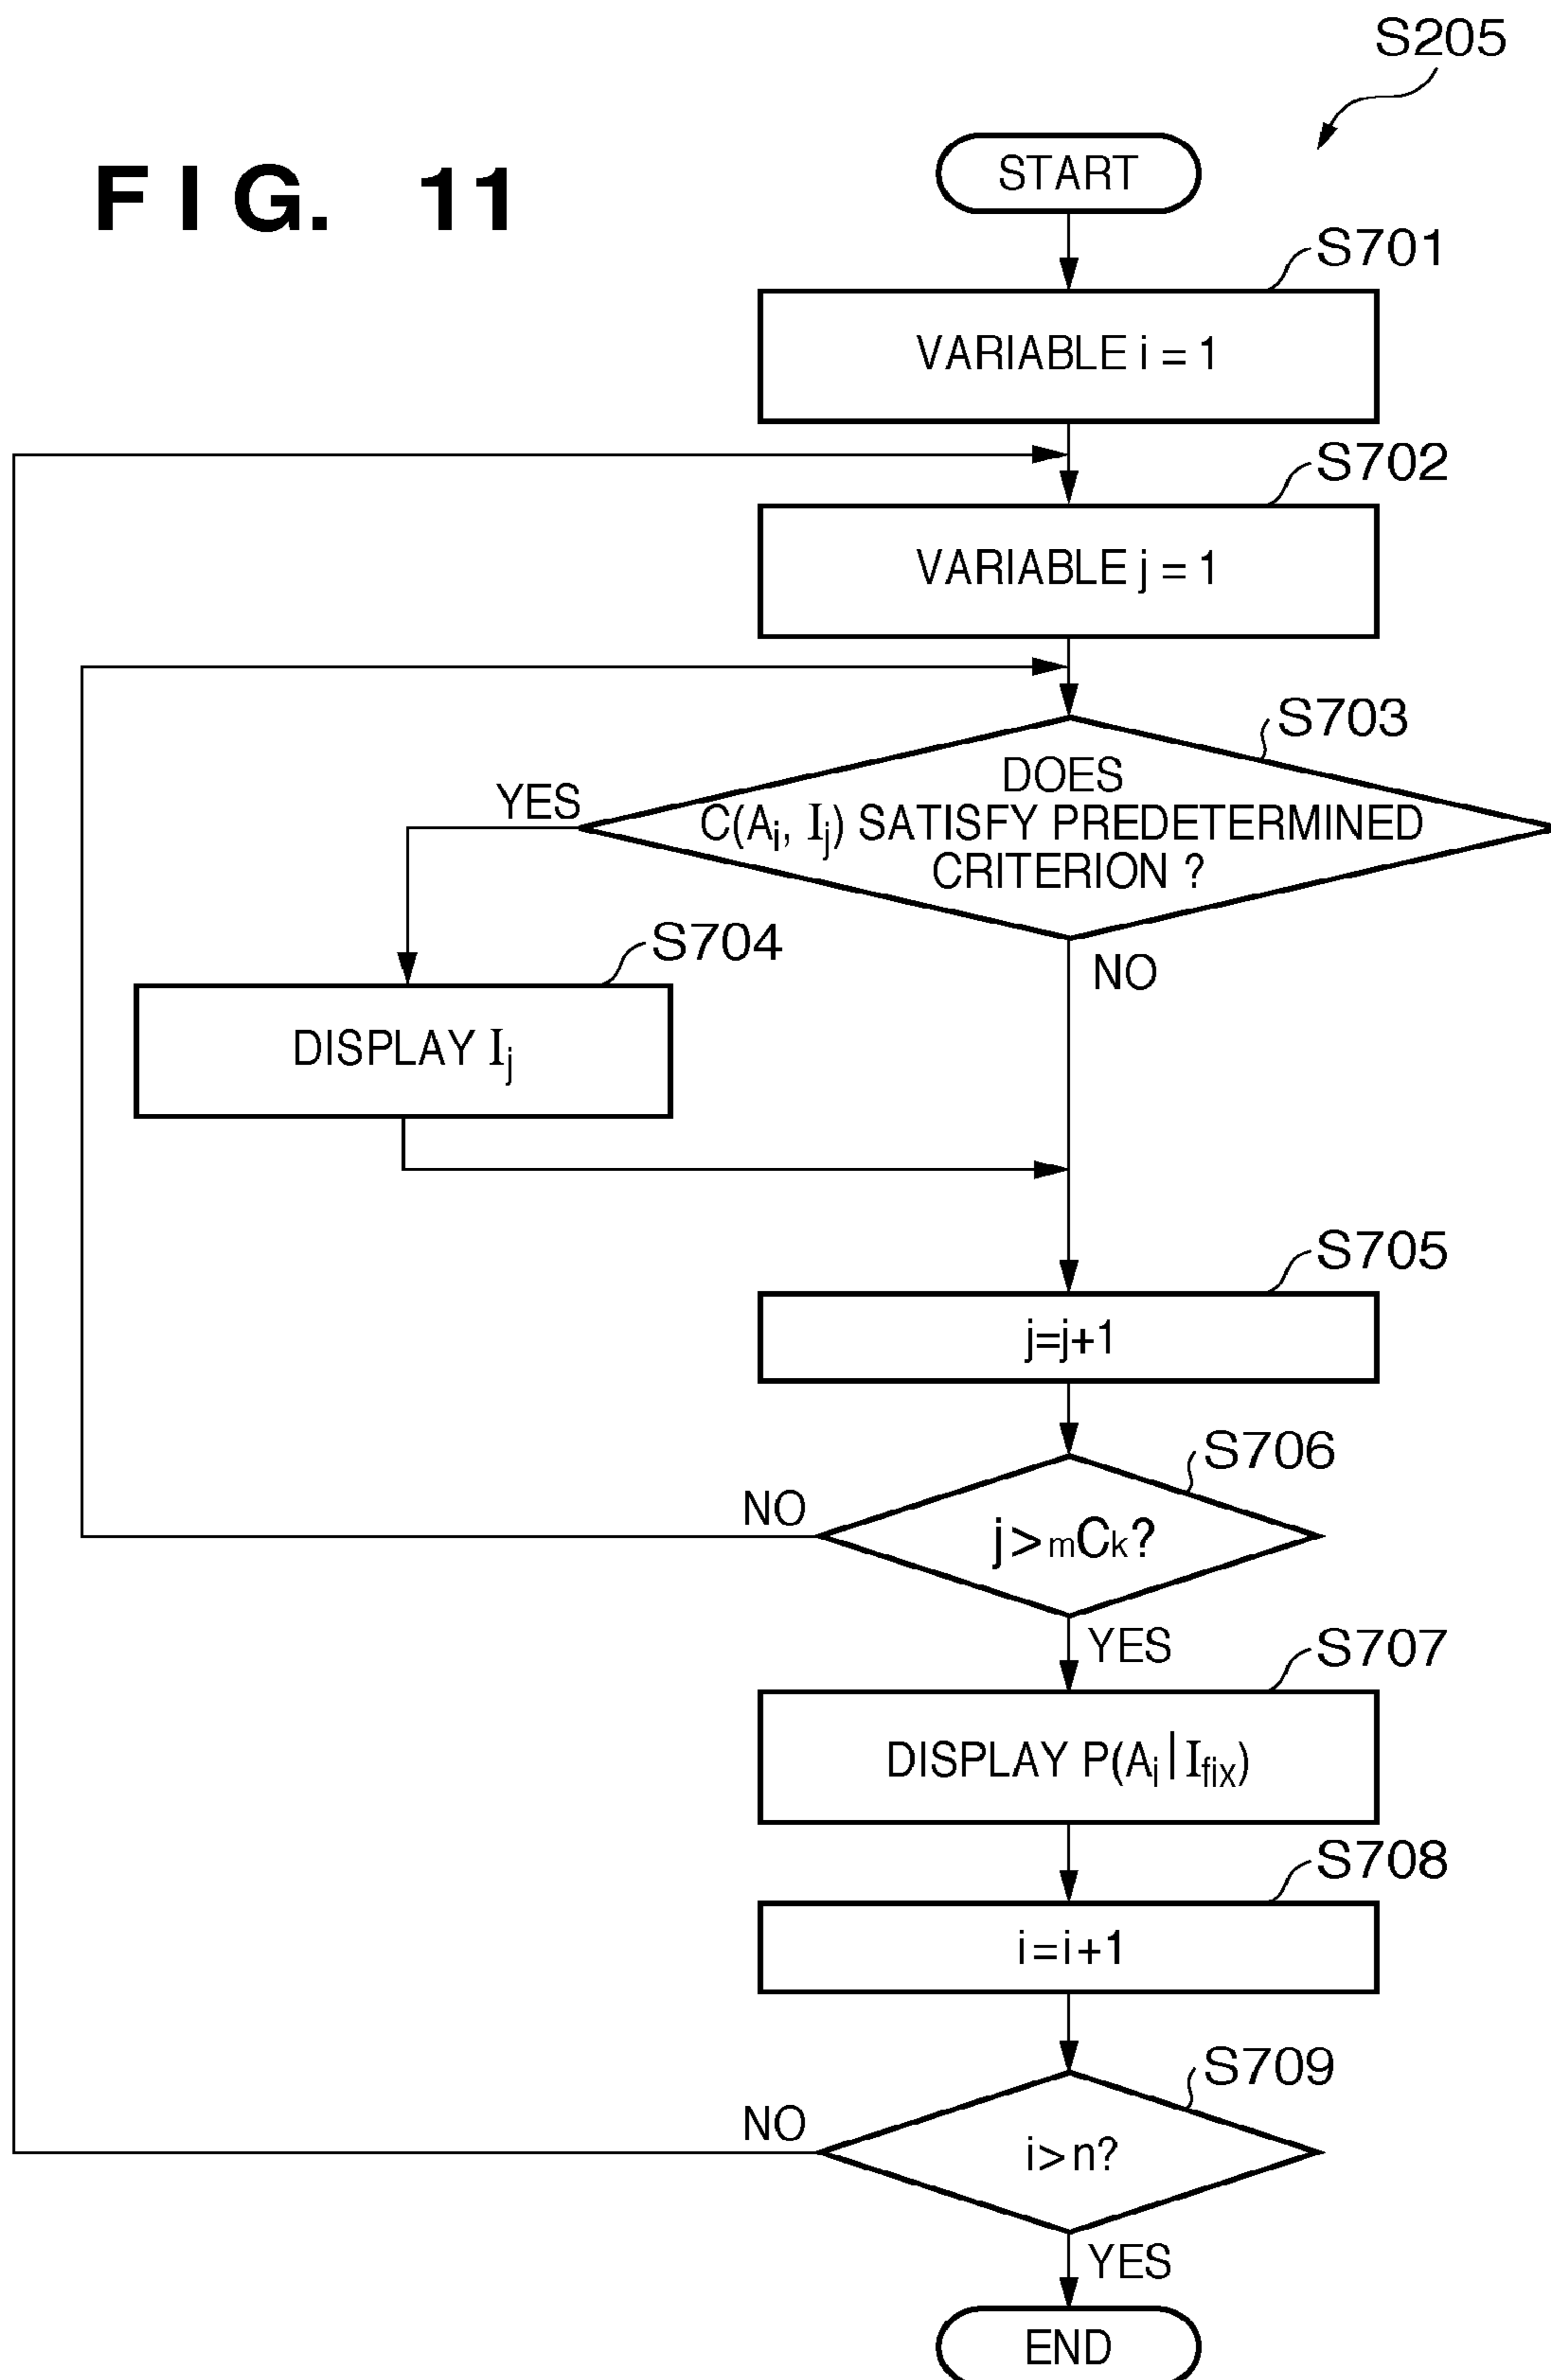 S205
FIG. 11
START
S701
VARIABLE i = 1
S702
VARIABLE j = 1
S703
DOES
C(Ai, Ij) SATISFY PREDETERMINED
CRITERION ?
YES
NO
S704
DISPLAY Ij
S705
j=j+1
S706
j>mCk?
NO
YES
S707
DISPLAY P(Ai|Ifix)
S708
i=i+1
S709
i>n?
NO
YES
END